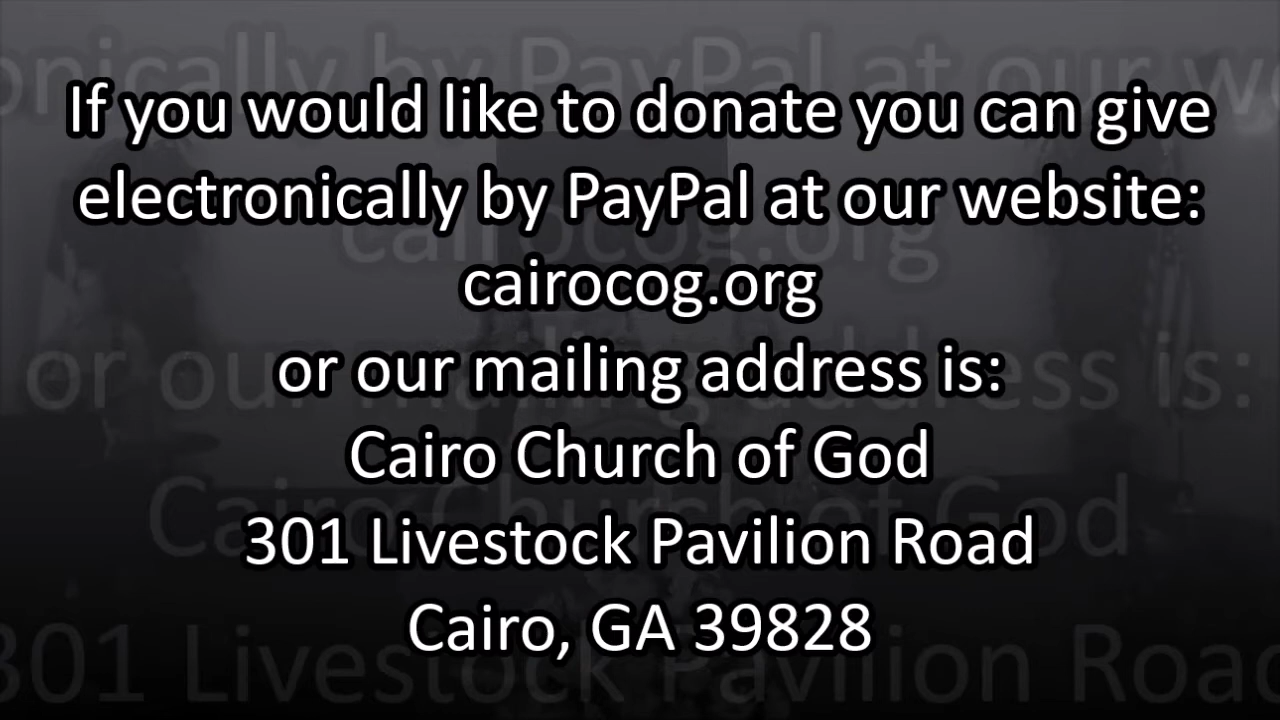 If you would like to donate you can give
electronically by PayPal at our website:
cairocog.org
or our mailing address is:
Cairo Church of God
301 Livestock Pavilion Road
Cairo, GA 39828